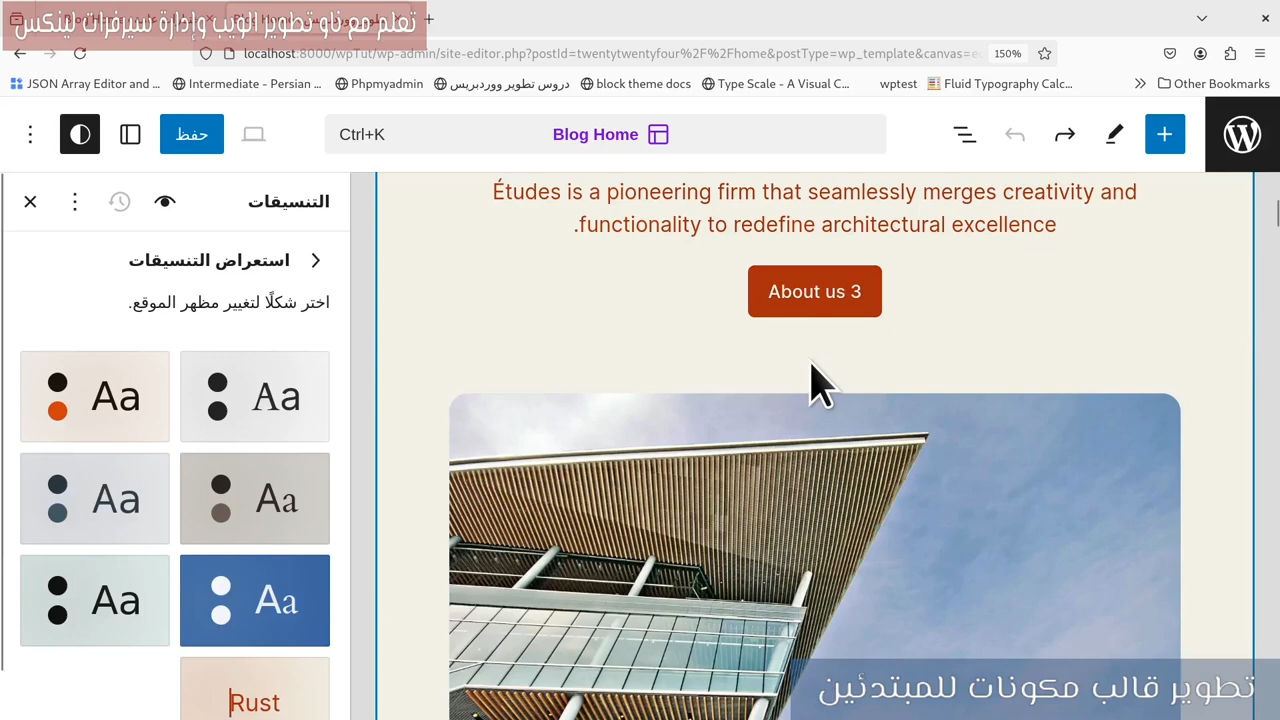 تعلم مع ناو تطوير الويب وإدارة سيرفرات لينكس
localhost:8000/wpTut/wp-admin/site-editor.php?postId=twentytwentyfour%2F%2Fhome&postType=wp_template&canvas=e
150%
JSON Array Editor and ...
Intermediate - Persian ...
Phpmyadmin
دروس تطوير ووردبريس
block theme docs
Type Scale - A Visual C...
wptest
Fluid Typography Calc...
Other Bookmarks
حفظ
Ctrl+K
Blog Home
التنسيقات
استعراض التنسيقات
اختر شكلًا لتغيير مظهر الموقع.
Aa
Aa
Aa
Aa
Aa
Aa
Rust
Études is a pioneering firm that seamlessly merges creativity and
.functionality to redefine architectural excellence
About us 3
تطوير قالب مكونات للمبتدئين